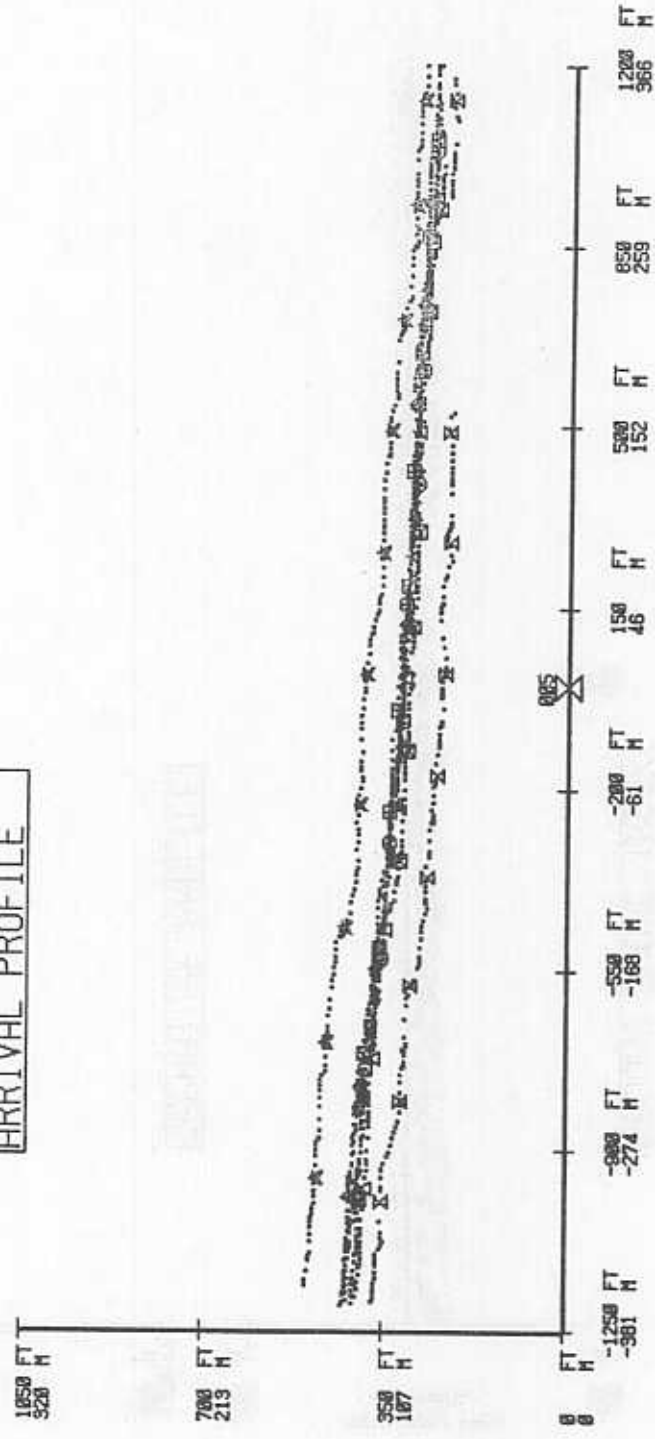 ARRIVAL PROFILE
1050 FT
320 M
700 FT
213 M
350 FT
107 M
0 FT
0 M
005
-1250 FT
-381 M
-900 FT
-274 M
-550 FT
-168 M
-200 FT
-61 M
150 FT
46 M
500 FT
152 M
850 FT
259 M
1200 FT
366 M